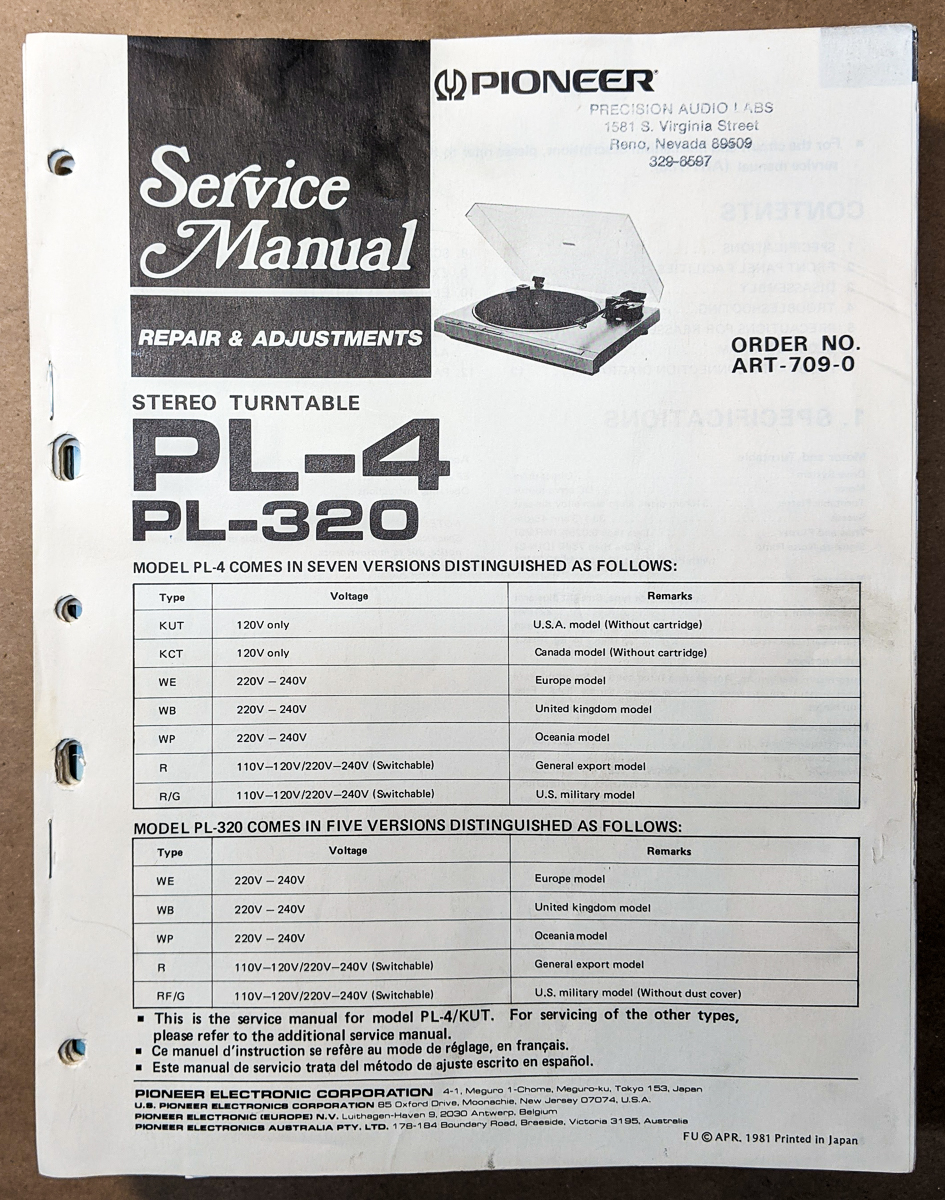 Service
Manual
REPAIR & ADJUSTMENTS
PIONEER
PRECISION AUDIO LABS
1581 S. Virginia Street
Reno, Nevada 89509
329-6597
ORDER NO.
ART-709-0
STEREO TURNTABLE
PL-4
PL-320
MODEL PL-4 COMES IN SEVEN VERSIONS DISTINGUISHED AS FOLLOWS:
Type Voltage Remarks
KUT 120V only U.S.A. model (Without cartridge)
KCT 120V only Canada model (Without cartridge)
WE 220V – 240V Europe model
WB 220V – 240V United kingdom model
WP 220V – 240V Oceania model
R 110V–120V/220V–240V (Switchable) General export model
R/G 110V–120V/220V–240V (Switchable) U.S. military model
MODEL PL-320 COMES IN FIVE VERSIONS DISTINGUISHED AS FOLLOWS:
Type Voltage Remarks
WE 220V – 240V Europe model
WB 220V – 240V United kingdom model
WP 220V – 240V Oceania model
R 110V–120V/220V–240V (Switchable) General export model
RF/G 110V–120V/220V–240V (Switchable) U.S. military model (Without dust cover)
▪ This is the service manual for model PL-4/KUT. For servicing of the other types,
please refer to the additional service manual.
▪ Ce manuel d'instruction se refère au mode de réglage, en français.
▪ Este manual de servicio trata del método de ajuste escrito en español.
PIONEER ELECTRONIC CORPORATION 4-1, Meguro 1-Chome, Meguro-ku, Tokyo 153, Japan
U.S. PIONEER ELECTRONICS CORPORATION 85 Oxford Drive, Moonachie, New Jersey 07074, U.S.A.
PIONEER ELECTRONIC (EUROPE) N.V. Luithagen-Haven 9, 2030 Antwerp, Belgium
PIONEER ELECTRONICS AUSTRALIA PTY. LTD. 178-184 Boundary Road, Braeside, Victoria 3195, Australia
FU © APR. 1981 Printed in Japan